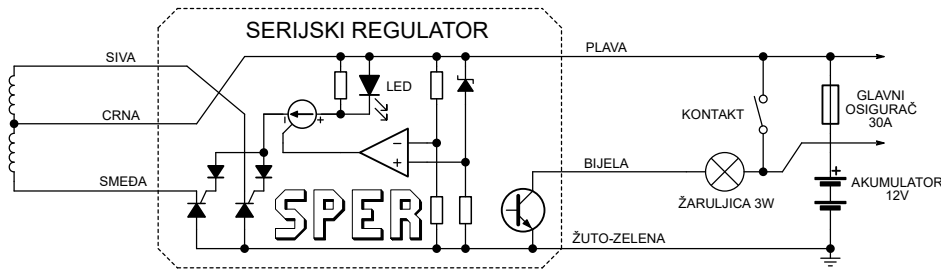 SERIJSKI REGULATOR
SIVA
CRNA
SMEĐA
LED
-
+
-
+
SPER
PLAVA
KONTAKT
GLAVNI
OSIGURAČ
30A
BIJELA
ŽARULJICA 3W
+
AKUMULATOR
12V
ŽUTO-ZELENA